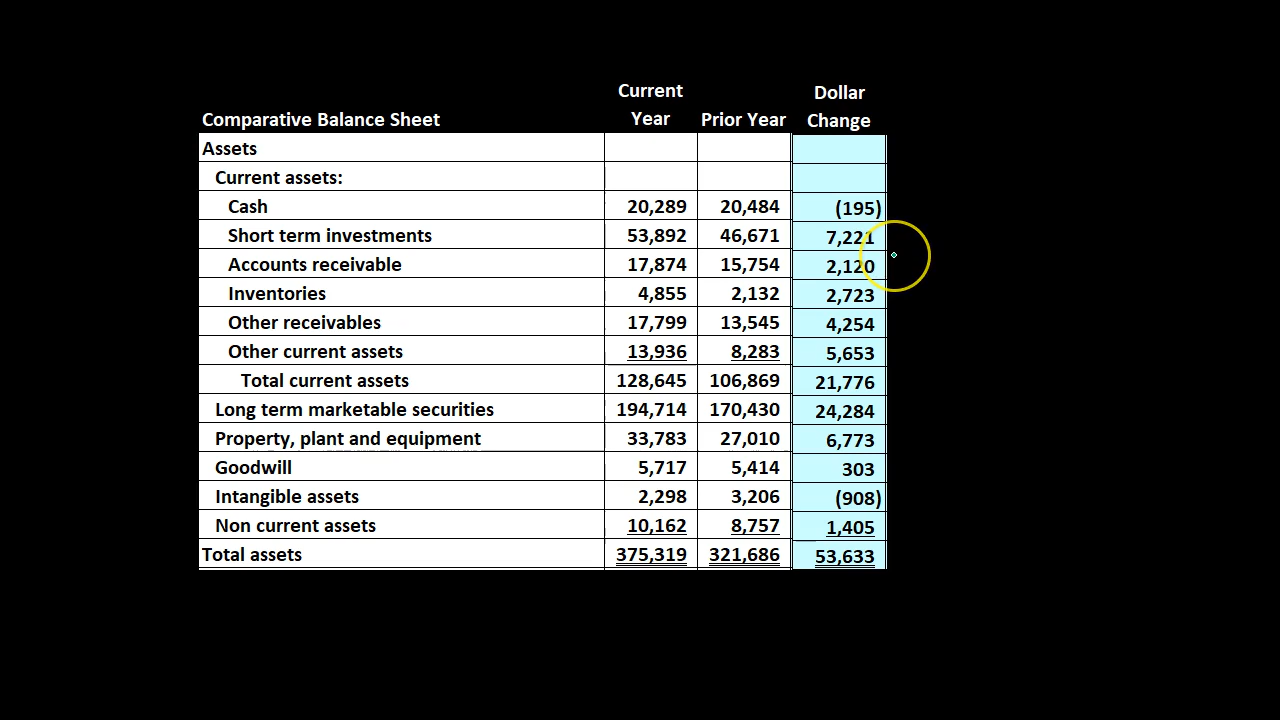 Comparative Balance Sheet Current Year Prior Year Dollar Change
Assets
Current assets:
Cash 20,289 20,484 (195)
Short term investments 53,892 46,671 7,221
Accounts receivable 17,874 15,754 2,120
Inventories 4,855 2,132 2,723
Other receivables 17,799 13,545 4,254
Other current assets 13,936 8,283 5,653
Total current assets 128,645 106,869 21,776
Long term marketable securities 194,714 170,430 24,284
Property, plant and equipment 33,783 27,010 6,773
Goodwill 5,717 5,414 303
Intangible assets 2,298 3,206 (908)
Non current assets 10,162 8,757 1,405
Total assets 375,319 321,686 53,633